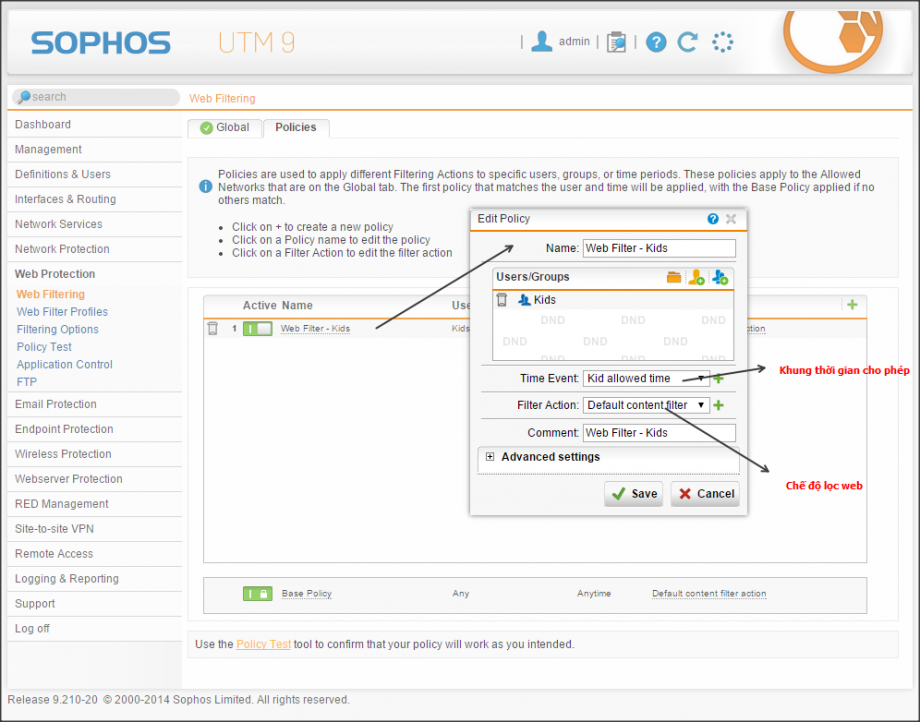 SOPHOS UTM 9
admin
search
Web Filtering
Dashboard
Management
Definitions & Users
Interfaces & Routing
Network Services
Network Protection
Web Protection
Web Filtering
Web Filter Profiles
Filtering Options
Policy Test
Application Control
FTP
Email Protection
Endpoint Protection
Wireless Protection
Webserver Protection
RED Management
Site-to-site VPN
Remote Access
Logging & Reporting
Support
Log off
Global Policies
Policies are used to apply different Filtering Actions to specific users, groups, or time periods. These policies apply to the Allowed
Networks that are on the Global tab. The first policy that matches the user and time will be applied, with the Base Policy applied if no
others match.
• Click on + to create a new policy
• Click on a Policy name to edit the policy
• Click on a Filter Action to edit the filter action
Active Name Use
1 Web Filter - Kids Kids
tion
Edit Policy
Name: Web Filter - Kids
Users/Groups
Kids
DND DND DND
DND DND DND
DND DND DND
Time Event: Kid allowed time
Khung thời gian cho phép
Filter Action: Default content filter
Comment: Web Filter - Kids
Advanced settings
Chế độ lọc web
Save Cancel
Base Policy Any Anytime Default content filter action
Use the Policy Test tool to confirm that your policy will work as you intended.
Release 9.210-20 © 2000-2014 Sophos Limited. All rights reserved.